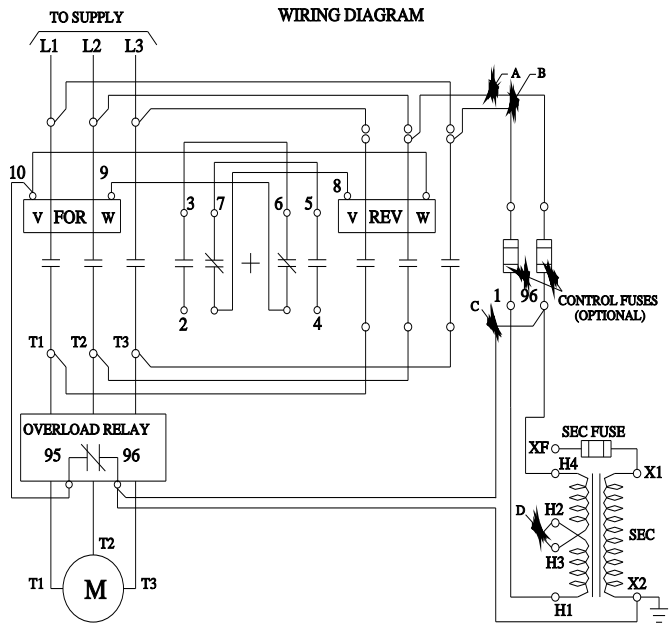 WIRING DIAGRAM
TO SUPPLY
L1 L2 L3
A B
10 9 8
V FOR W
3 7 6 5
V REV W
2 4
1 96
CONTROL FUSES
(OPTIONAL)
C
T1 T2 T3
OVERLOAD RELAY
95 96
SEC FUSE
XF
H4 X1
D H2
SEC
H3
T2
T1 M T3
H1 X2